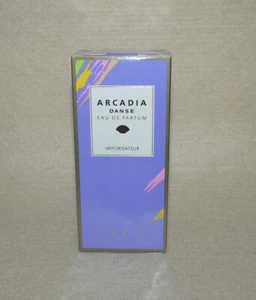 ARCADIA
DANSE
EAU DE PARFUM
VAPORISATEUR